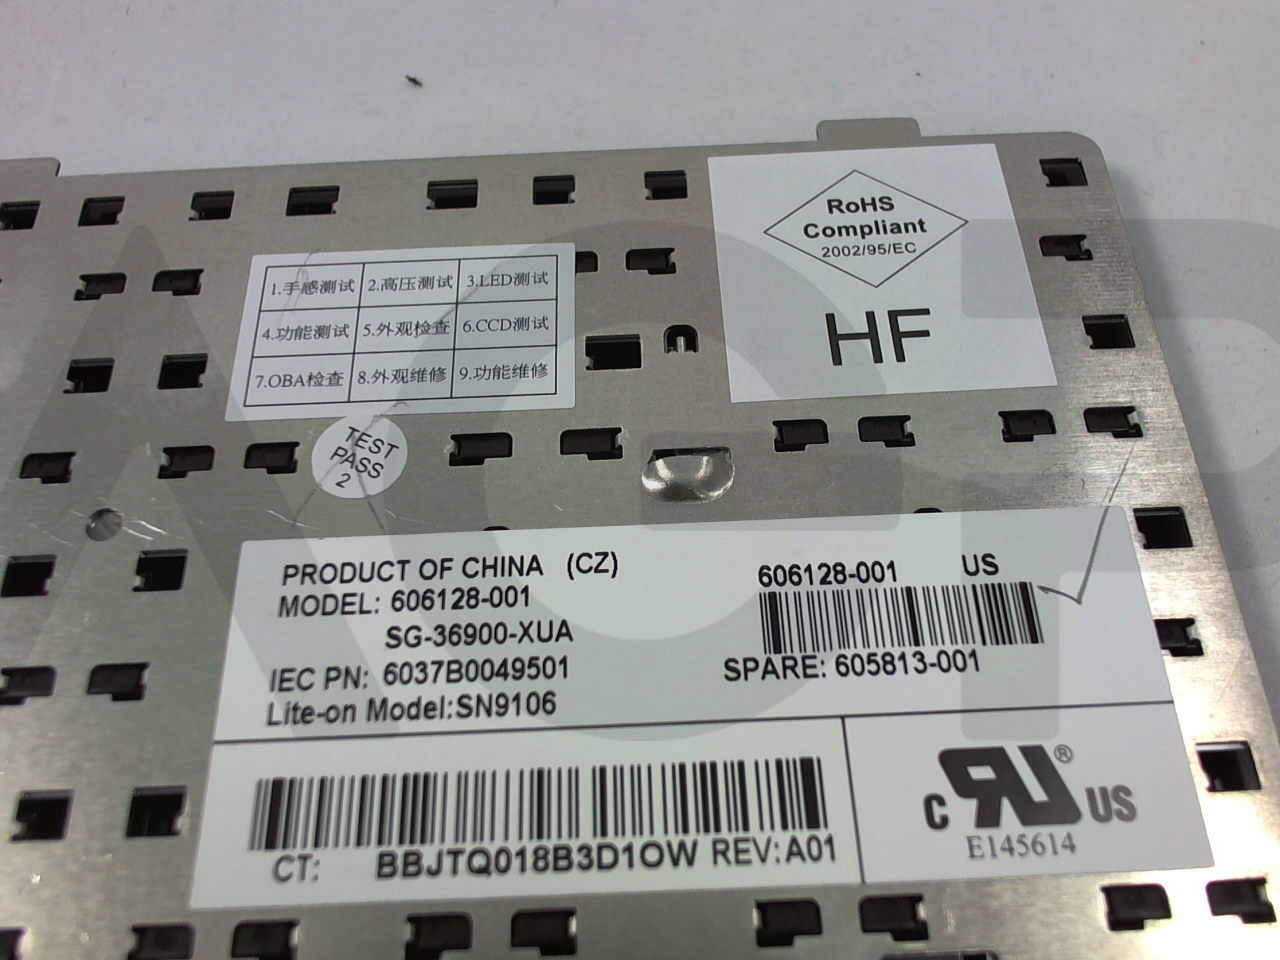 RoHS
Compliant
2002/95/EC
HF
1.手感测试 2.高压测试 3.LED测试
4.功能测试 5.外观检查 6.CCD测试
7.OBA检查 8.外观维修 9.功能维修
TEST
PASS
2
PRODUCT OF CHINA (CZ)
MODEL: 606128-001
SG-36900-XUA
IEC PN: 6037B0049501
Lite-on Model:SN9106
606128-001 US
SPARE: 605813-001
CT: BBJTQ018B3D1OW REV:A01
C RU ® US
E145614